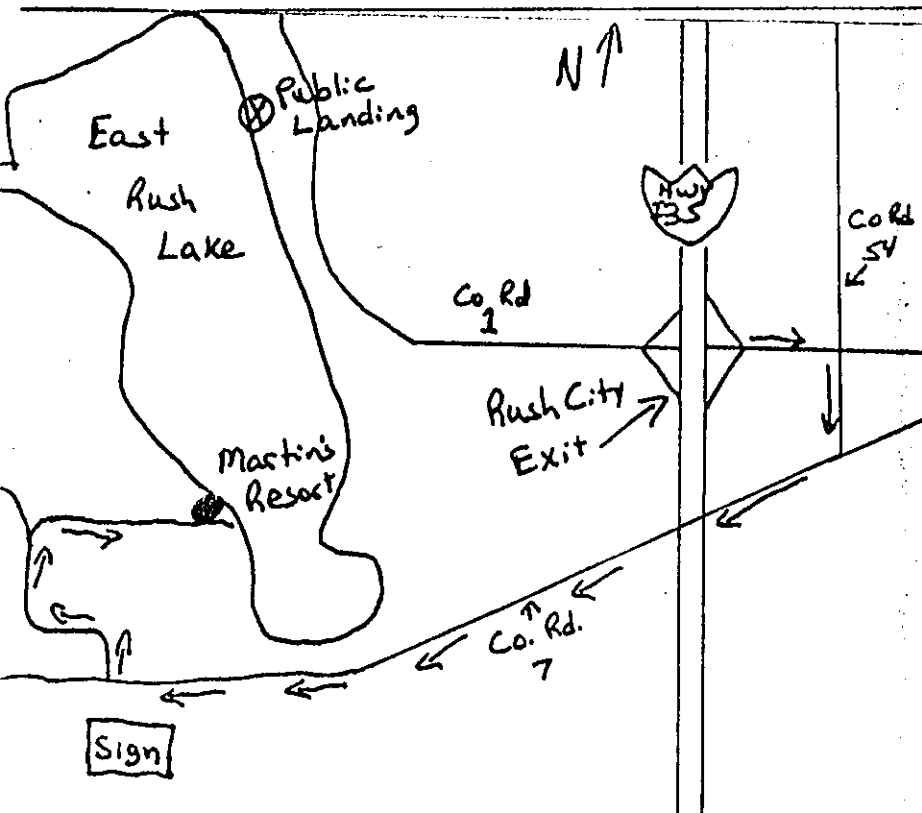 N
Public
Landing
East
Rush
Lake
Hwy
I35
Co Rd
54
Co. Rd
1
Rush City
Exit
Martin's
Resort
Co. Rd.
7
Sign